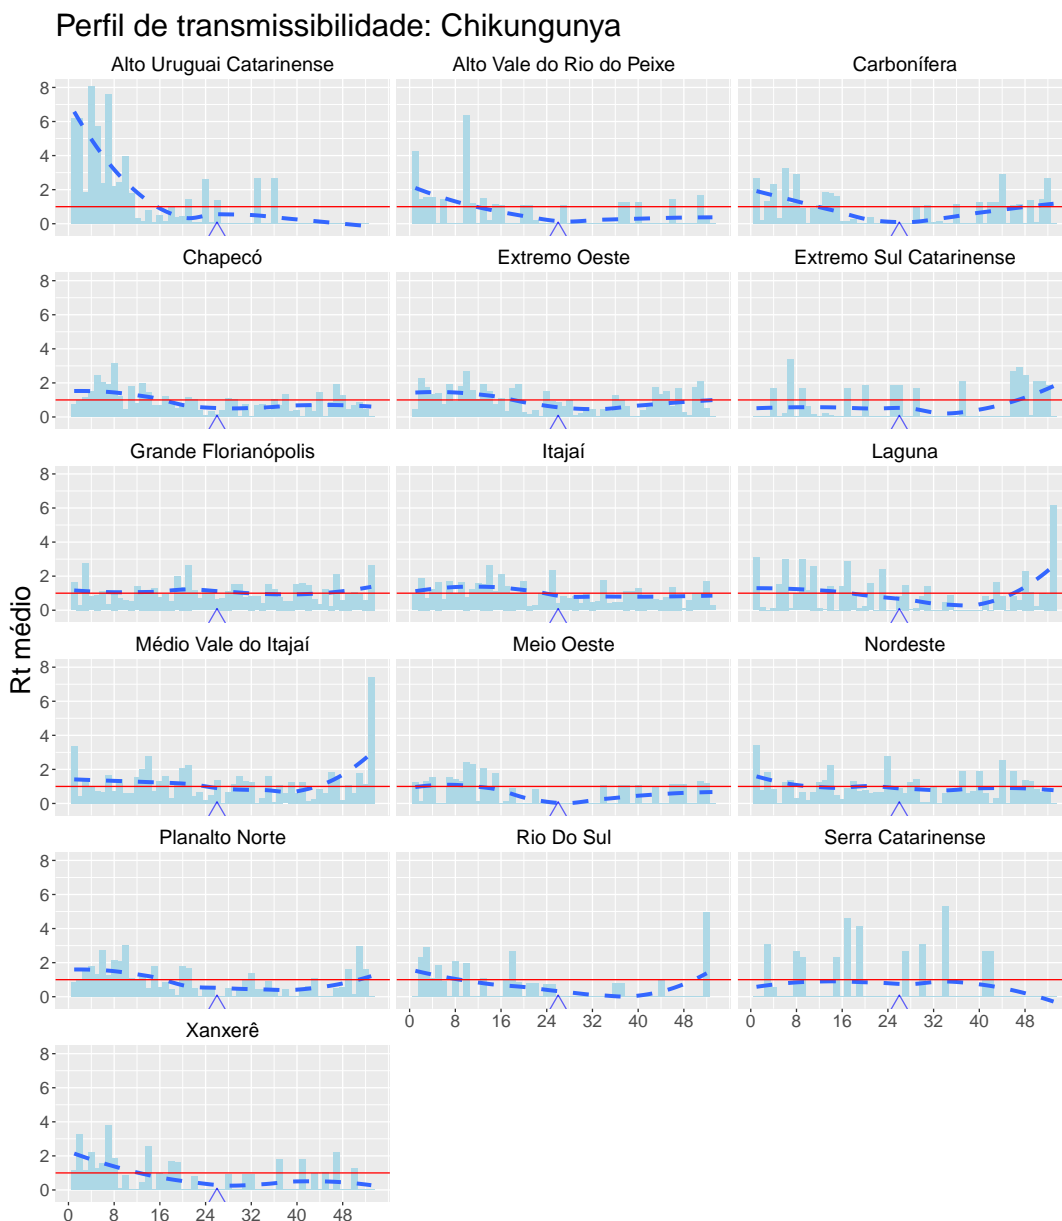 Perfil de transmissibilidade: Chikungunya
Alto Uruguai Catarinense
Alto Vale do Rio do Peixe
Carbonífera
8
6
4
2
0
Chapecó
Extremo Oeste
Extremo Sul Catarinense
8
6
4
2
0
Grande Florianópolis
Itajaí
Laguna
8
6
4
2
0
Rt médio
Médio Vale do Itajaí
Meio Oeste
Nordeste
8
6
4
2
0
Planalto Norte
Rio Do Sul
Serra Catarinense
8
6
4
2
0
0 8 16 24 32 40 48
0 8 16 24 32 40 48
Xanxerê
8
6
4
2
0
0 8 16 24 32 40 48